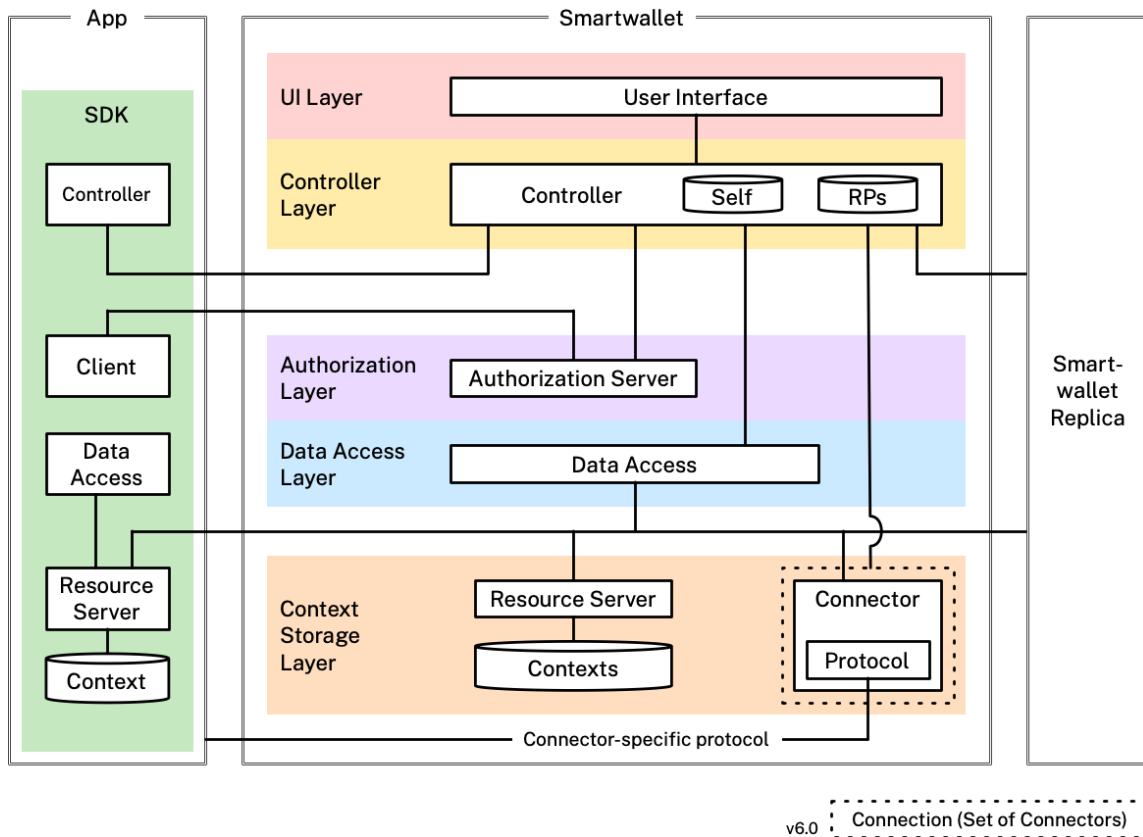 App
Smartwallet
SDK
Controller
Client
Data
Access
Resource
Server
Context
UI Layer
User Interface
Controller
Layer
Controller
Self
RPs
Authorization
Layer
Authorization Server
Data Access
Layer
Data Access
Context
Storage
Layer
Resource Server
Contexts
Connector
Protocol
Connector-specific protocol
Smart-
wallet
Replica
v6.0
Connection (Set of Connectors)